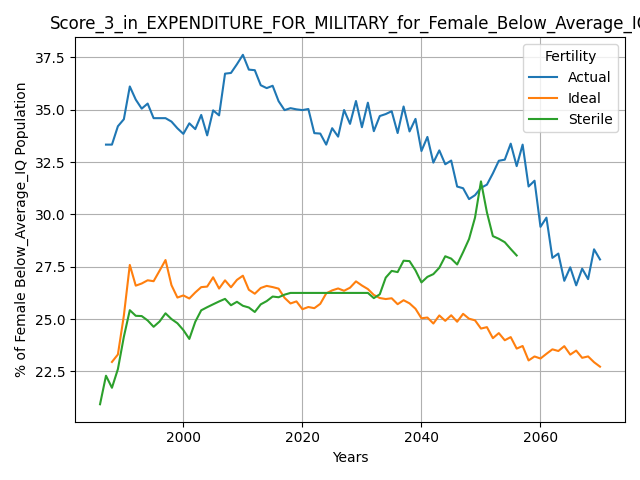 Score_3_in_EXPENDITURE_FOR_MILITARY_for_Female_Below_Average_IQ
Fertility
Actual
Ideal
Sterile
37.5
35.0
32.5
30.0
27.5
25.0
22.5
% of Female Below_Average_IQ Population
2000
2020
2040
2060
Years